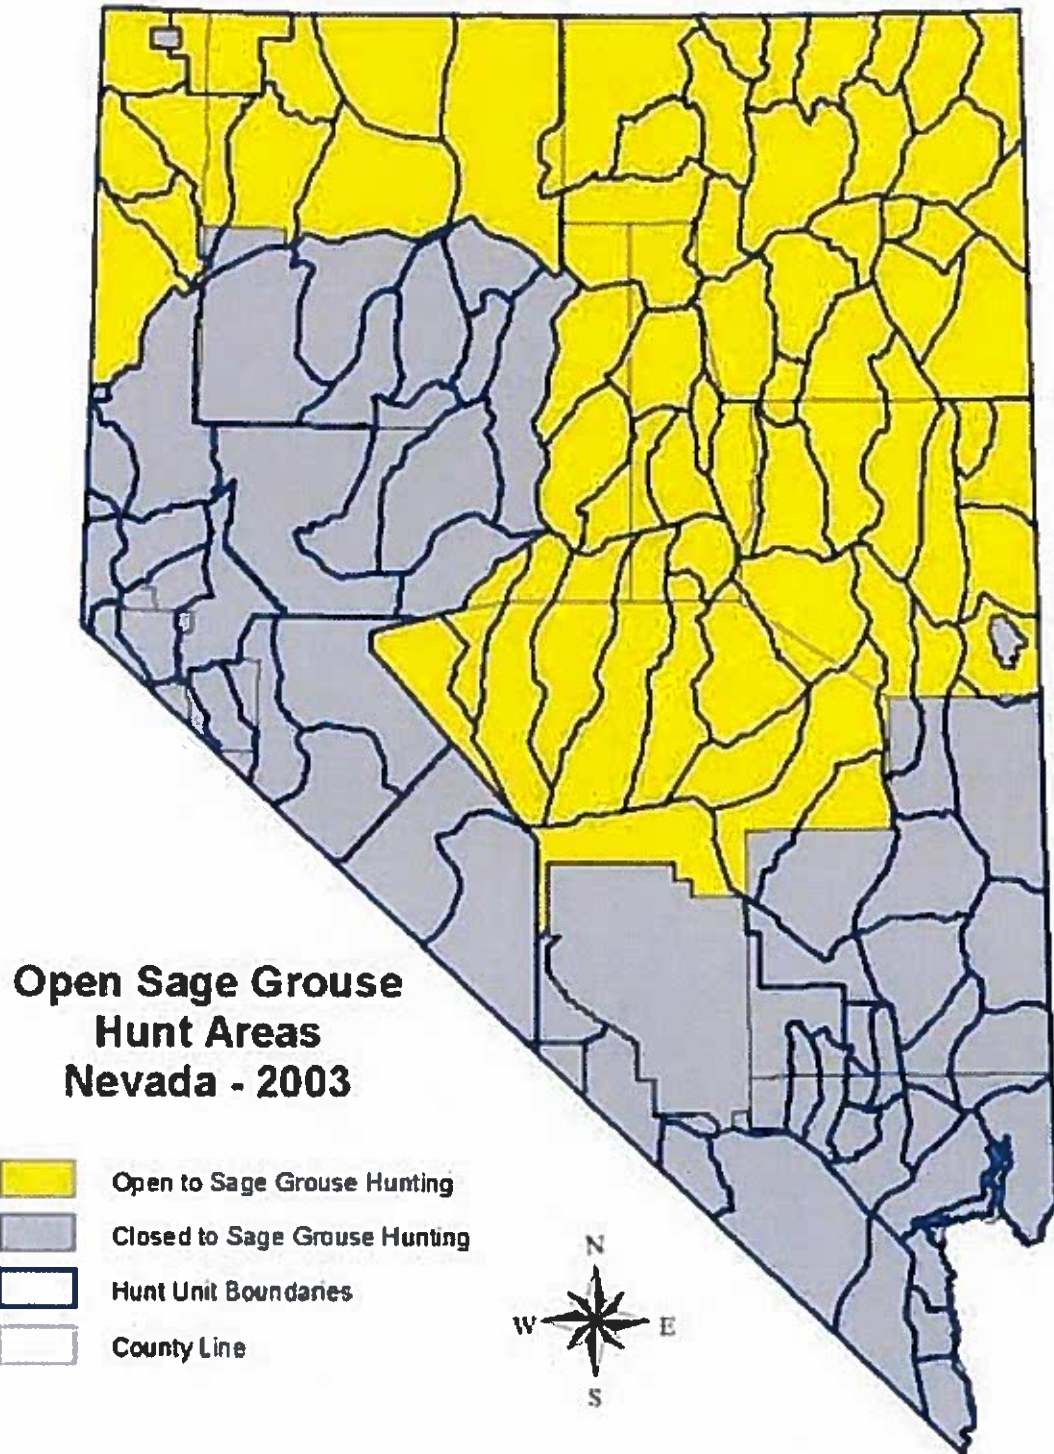 Open Sage Grouse
Hunt Areas
Nevada - 2003
Open to Sage Grouse Hunting
Closed to Sage Grouse Hunting
Hunt Unit Boundaries
County Line
N
W E
S